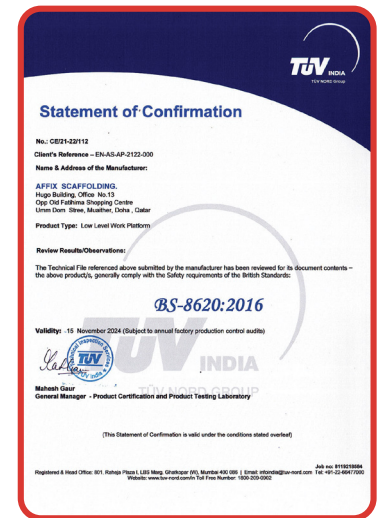 TÜV INDIA
TÜV NORD Group
Statement of Confirmation
No.: CE/21-22/112
Client's Reference – EN-AS-AP-2122-000
Name & Address of the Manufacturer:
AFFIX SCAFFOLDING.
Hugo Building, Office No.13
Opp Old Fathima Shopping Centre
Umm Dom Stree, Muaither, Doha , Qatar
Product Type: Low Level Work Platform
Review Results/Observations:
The Technical File referenced above submitted by the manufacturer has been reviewed for its document contents –
the above product/s, generally comply with the Safety requirements of the British Standards:
BS-8620:2016
Validity: -15 November 2024 (Subject to annual factory production control audits)
TÜV
TÜV INDIA
TÜV NORD GROUP
Mahesh Gaur
General Manager - Product Certification and Product Testing Laboratory
(This Statement of Confirmation is valid under the conditions stated overleaf)
Job no: 8119218554
Registered & Head Office: 801, Raheja Plaza I, LBS Marg, Ghatkopar (W), Mumbai 400 086 | Email: infoindia@tuv-nord.com Tel: +91-22-66477000
Website: www.tuv-nord.com/in Toll Free Number: 1800-209-0902